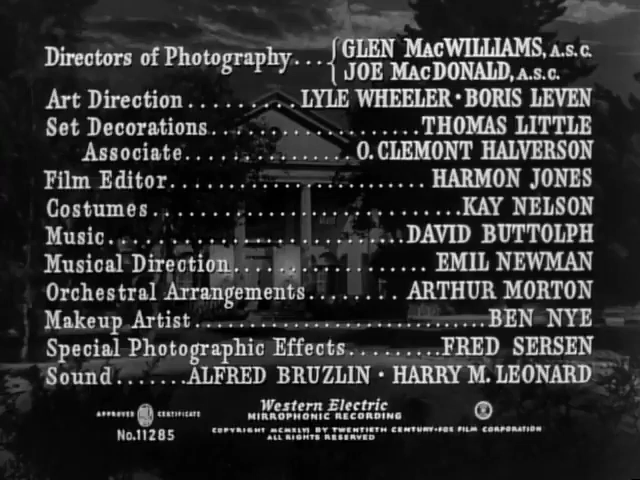 Directors of Photography... { GLEN MacWILLIAMS, A.S.C.
JOE MacDONALD, A.S.C.
Art Direction.......... LYLE WHEELER · BORIS LEVEN
Set Decorations.................... THOMAS LITTLE
Associate................ O. CLEMONT HALVERSON
Film Editor........................ HARMON JONES
Costumes............................ KAY NELSON
Music............................ DAVID BUTTOLPH
Musical Direction................. EMIL NEWMAN
Orchestral Arrangements........ ARTHUR MORTON
Makeup Artist........................... BEN NYE
Special Photographic Effects......... FRED SERSEN
Sound....... ALFRED BRUZLIN · HARRY M. LEONARD
APPROVED CERTIFICATE
No.11285
Western Electric
MIRROPHONIC RECORDING
COPYRIGHT MCMXLVI BY TWENTIETH CENTURY-FOX FILM CORPORATION
ALL RIGHTS RESERVED